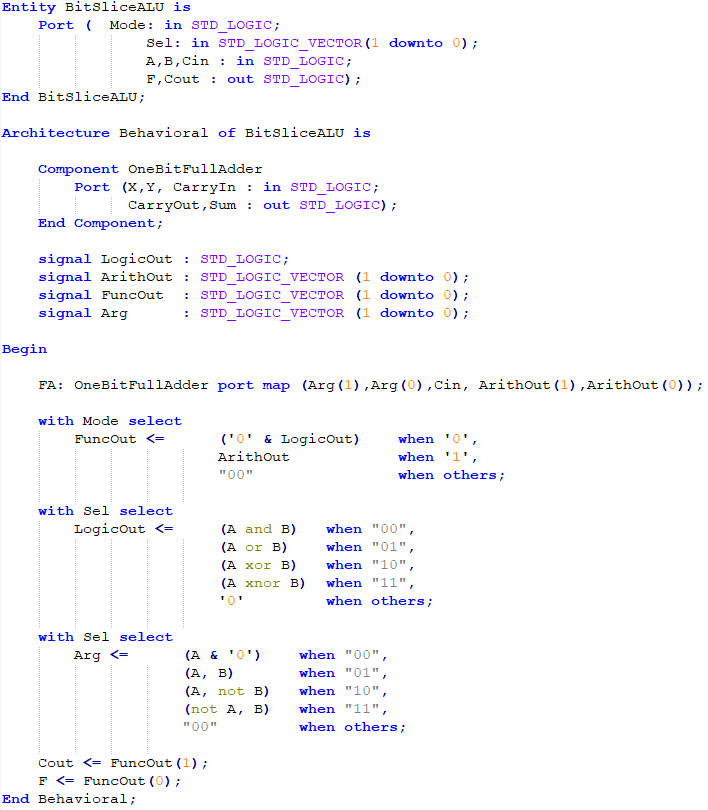 Entity BitSliceALU is
Port ( Mode: in STD_LOGIC;
Sel: in STD_LOGIC_VECTOR(1 downto 0);
A,B,Cin : in STD_LOGIC;
F,Cout : out STD_LOGIC);
End BitSliceALU;
Architecture Behavioral of BitSliceALU is
Component OneBitFullAdder
Port (X,Y, CarryIn : in STD_LOGIC;
CarryOut,Sum : out STD_LOGIC);
End Component;
signal LogicOut : STD_LOGIC;
signal ArithOut : STD_LOGIC_VECTOR (1 downto 0);
signal FuncOut : STD_LOGIC_VECTOR (1 downto 0);
signal Arg : STD_LOGIC_VECTOR (1 downto 0);
Begin
FA: OneBitFullAdder port map (Arg(1),Arg(0),Cin, ArithOut(1),ArithOut(0));
with Mode select
FuncOut <= ('0' & LogicOut) when '0',
ArithOut when '1',
"00" when others;
with Sel select
LogicOut <= (A and B) when "00",
(A or B) when "01",
(A xor B) when "10",
(A xnor B) when "11",
'0' when others;
with Sel select
Arg <= (A & '0') when "00",
(A, B) when "01",
(A, not B) when "10",
(not A, B) when "11",
"00" when others;
Cout <= FuncOut(1);
F <= FuncOut(0);
End Behavioral;